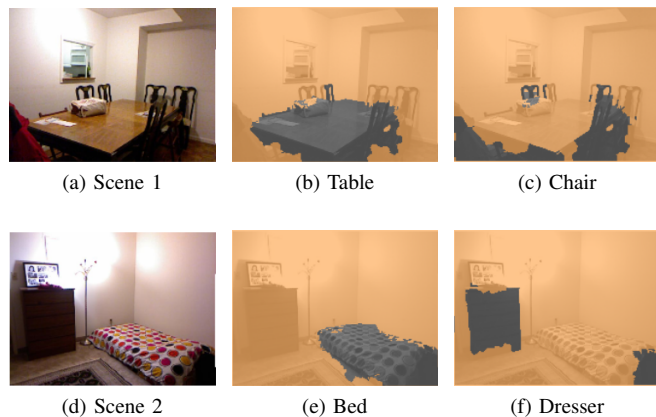 (a) Scene 1
(b) Table
(c) Chair
(d) Scene 2
(e) Bed
(f) Dresser